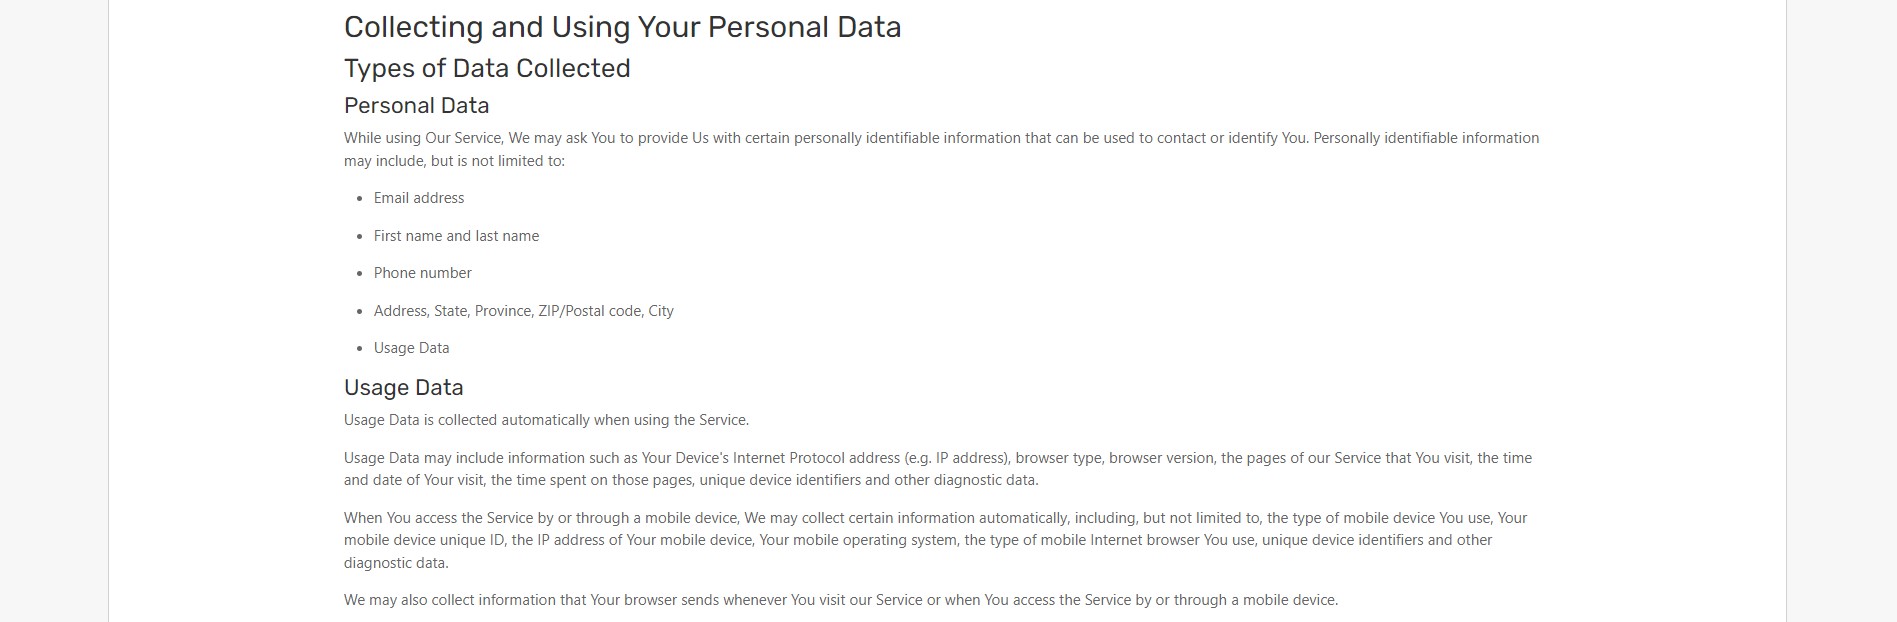 Collecting and Using Your Personal Data
Types of Data Collected
Personal Data
While using Our Service, We may ask You to provide Us with certain personally identifiable information that can be used to contact or identify You. Personally identifiable information
may include, but is not limited to:
• Email address
• First name and last name
• Phone number
• Address, State, Province, ZIP/Postal code, City
• Usage Data
Usage Data
Usage Data is collected automatically when using the Service.
Usage Data may include information such as Your Device's Internet Protocol address (e.g. IP address), browser type, browser version, the pages of our Service that You visit, the time
and date of Your visit, the time spent on those pages, unique device identifiers and other diagnostic data.
When You access the Service by or through a mobile device, We may collect certain information automatically, including, but not limited to, the type of mobile device You use, Your
mobile device unique ID, the IP address of Your mobile device, Your mobile operating system, the type of mobile Internet browser You use, unique device identifiers and other
diagnostic data.
We may also collect information that Your browser sends whenever You visit our Service or when You access the Service by or through a mobile device.